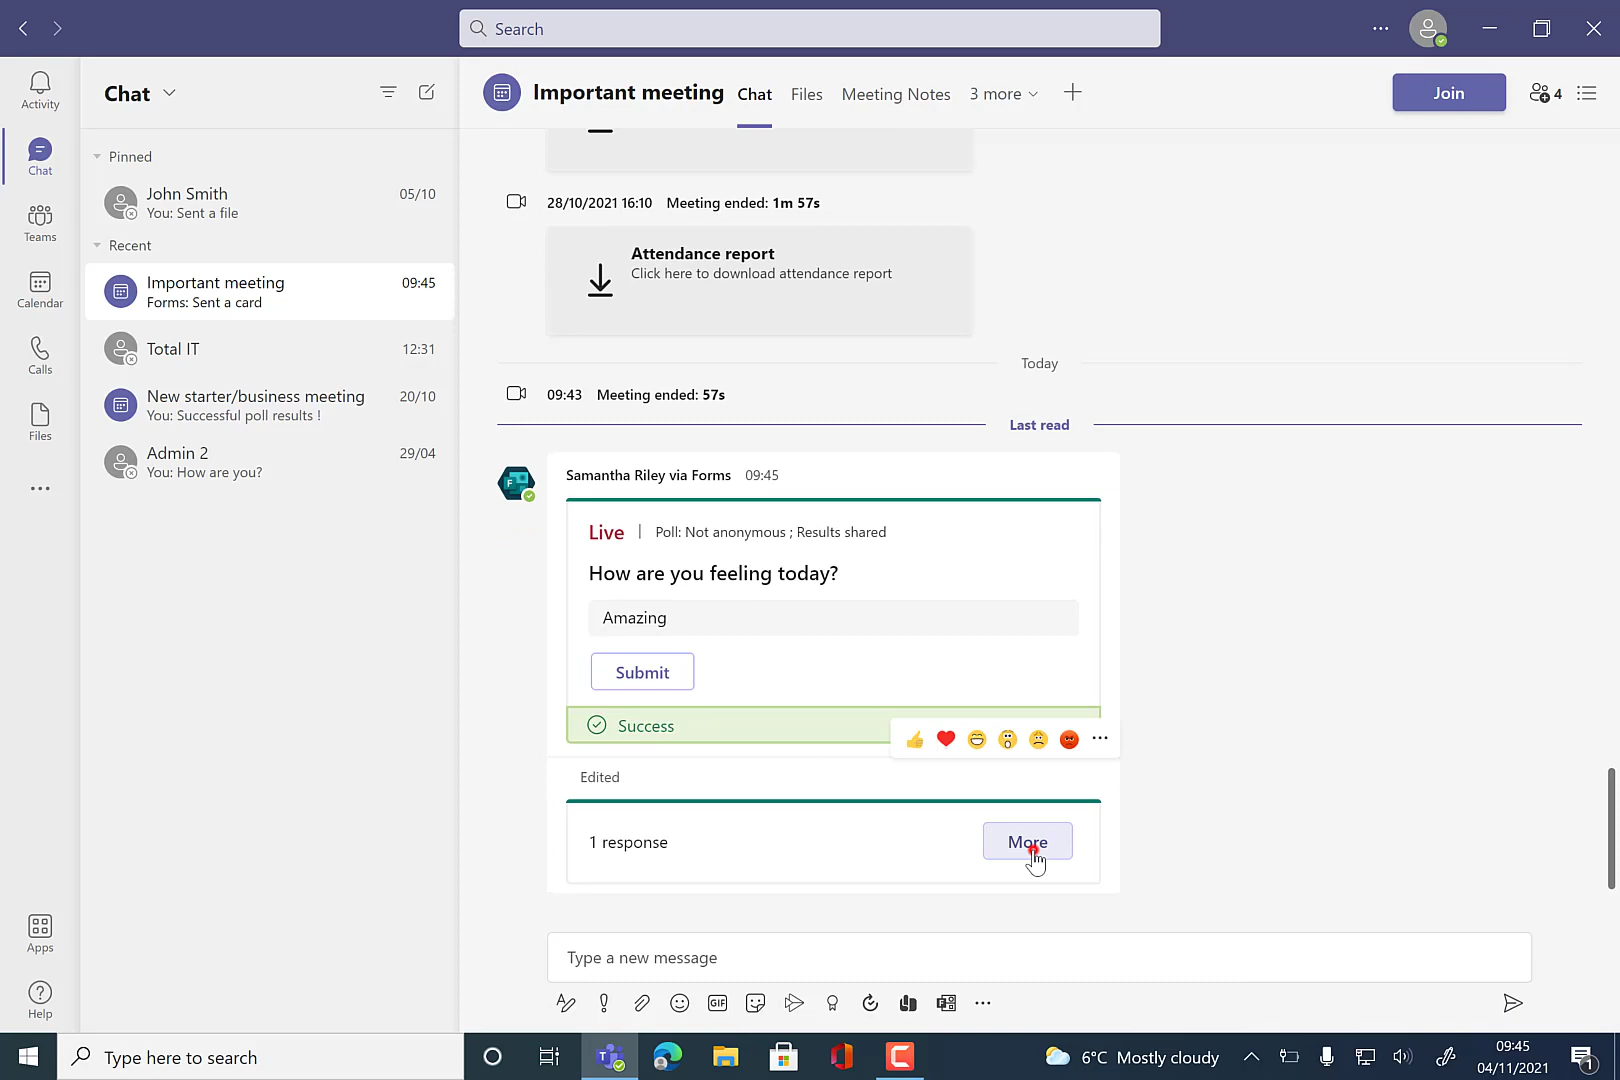 Search
Activity
Chat
Teams
Calendar
Calls
Files
Apps
Help
Chat
Pinned
John Smith 05/10
You: Sent a file
Recent
Important meeting 09:45
Forms: Sent a card
Total IT 12:31
New starter/business meeting 20/10
You: Successful poll results !
Admin 2 29/04
You: How are you?
Important meeting Chat Files Meeting Notes 3 more Join 4
28/10/2021 16:10 Meeting ended: 1m 57s
Attendance report
Click here to download attendance report
Today
09:43 Meeting ended: 57s
Last read
Samantha Riley via Forms 09:45
Live | Poll: Not anonymous ; Results shared
How are you feeling today?
Amazing
Submit
Success
Edited
1 response More
Type a new message
GIF
Type here to search
6°C Mostly cloudy
09:45
04/11/2021
1